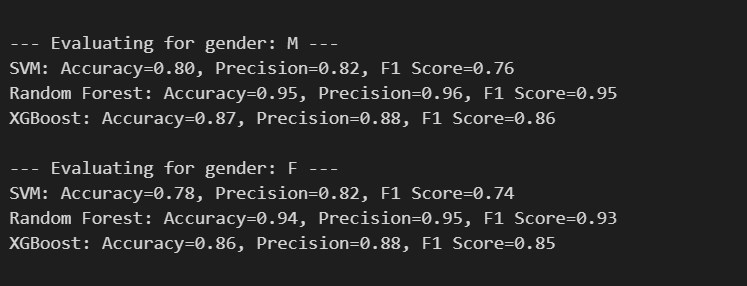 --- Evaluating for gender: M ---
SVM: Accuracy=0.80, Precision=0.82, F1 Score=0.76
Random Forest: Accuracy=0.95, Precision=0.96, F1 Score=0.95
XGBoost: Accuracy=0.87, Precision=0.88, F1 Score=0.86
--- Evaluating for gender: F ---
SVM: Accuracy=0.78, Precision=0.82, F1 Score=0.74
Random Forest: Accuracy=0.94, Precision=0.95, F1 Score=0.93
XGBoost: Accuracy=0.86, Precision=0.88, F1 Score=0.85